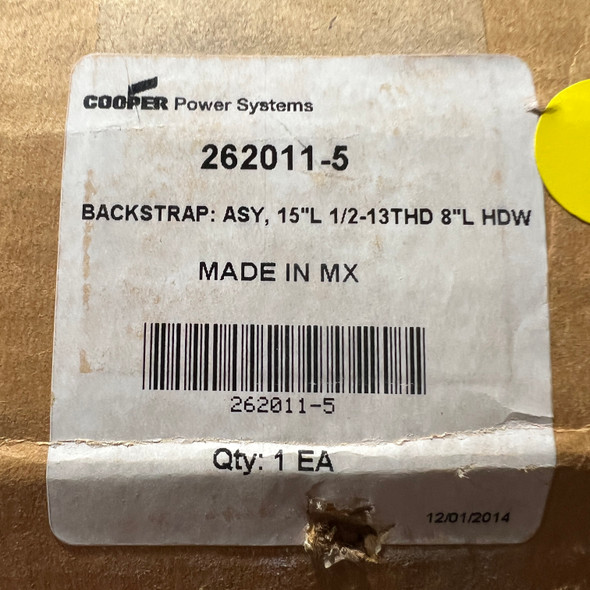 COOPER Power Systems
262011-5
BACKSTRAP: ASY, 15"L 1/2-13THD 8"L HDW
MADE IN MX
262011-5
Qty: 1 EA
12/01/2014